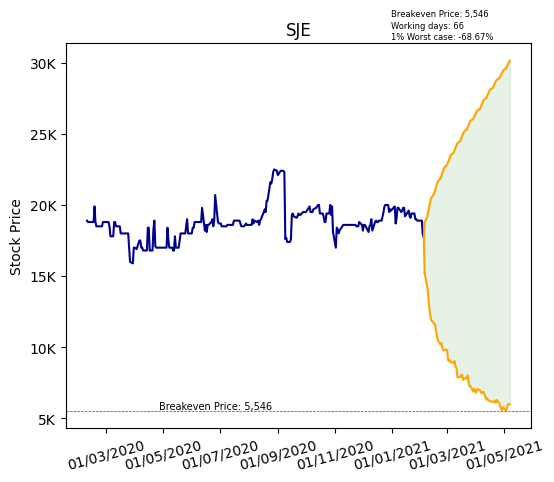 Breakeven Price: 5,546
Working days: 66
1% Worst case: -68.67%
SJE
Stock Price
30K
25K
20K
15K
10K
5K
Breakeven Price: 5,546
01/03/2020
01/05/2020
01/07/2020
01/09/2020
01/11/2020
01/01/2021
01/03/2021
01/05/2021